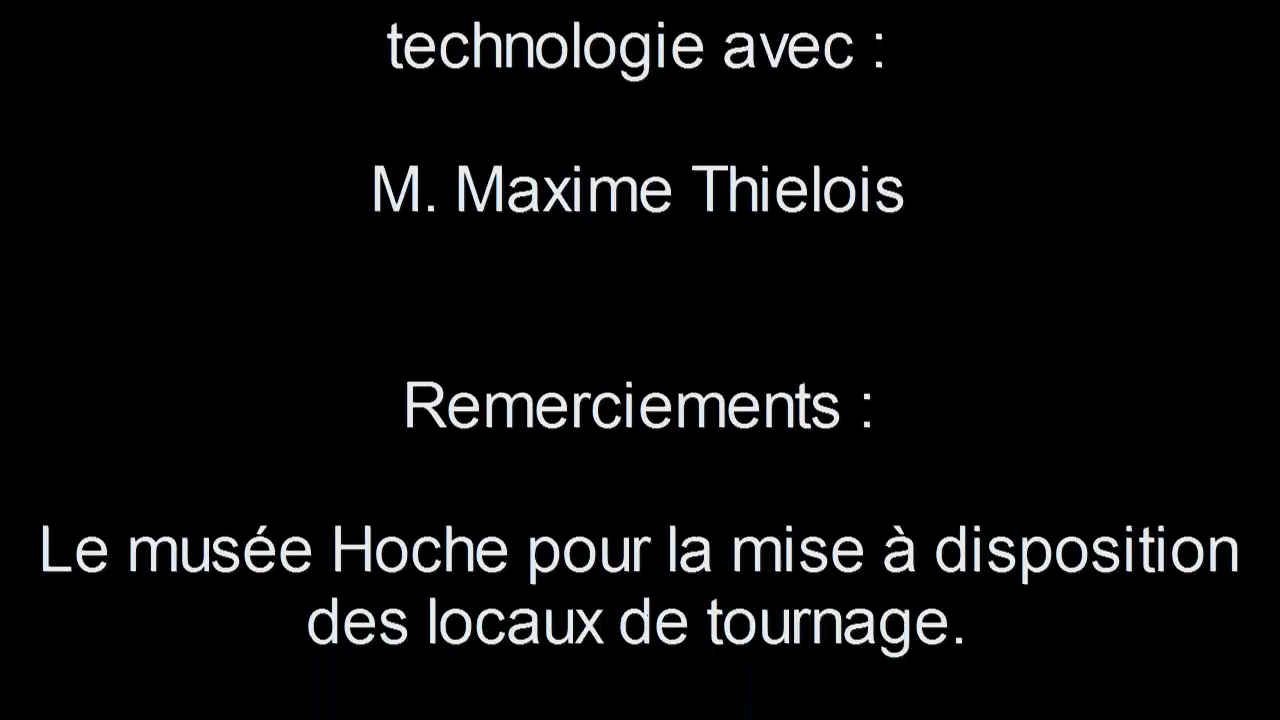 technologie avec :
M. Maxime Thielois
Remerciements :
Le musée Hoche pour la mise à disposition
des locaux de tournage.